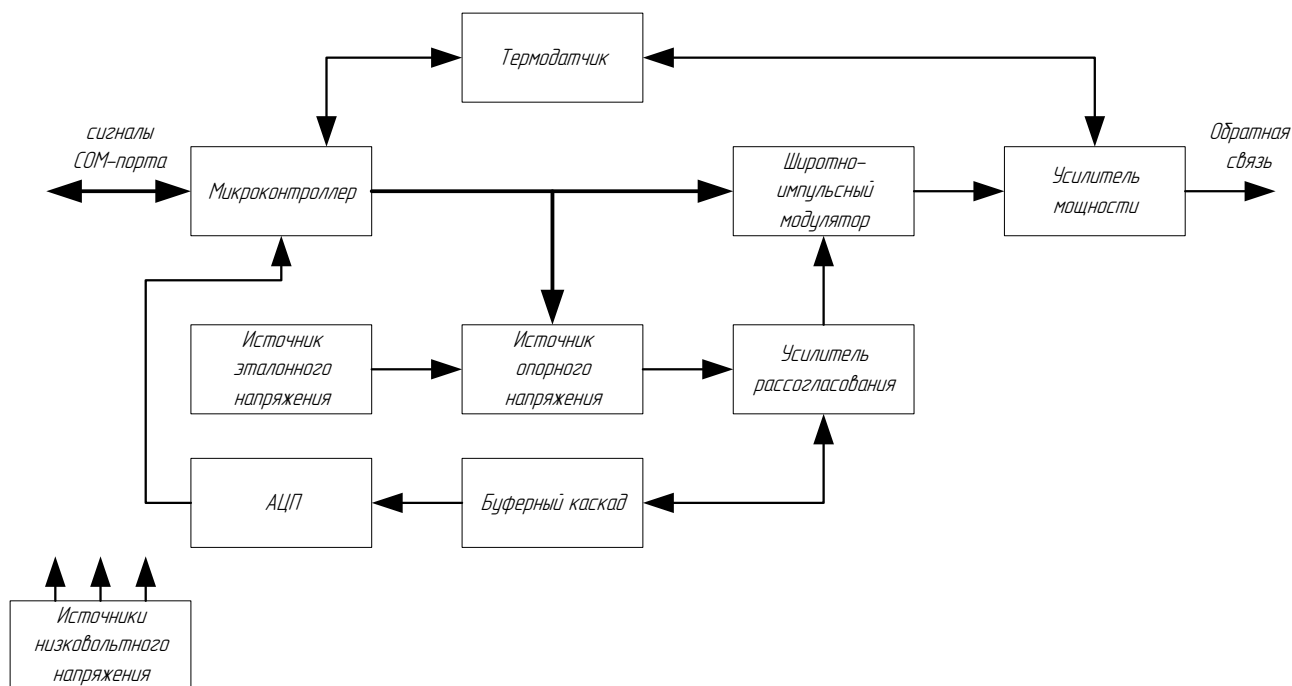 Термодатчик
сигналы
COM-порта
Микроконтроллер
Широтно-
импульсный
модулятор
Усилитель
мощности
Обратная
связь
Источник
эталонного
напряжения
Источник
опорного
напряжения
Усилитель
рассогласования
АЦП
Буферный каскад
Источники
низковольтного
напряжения